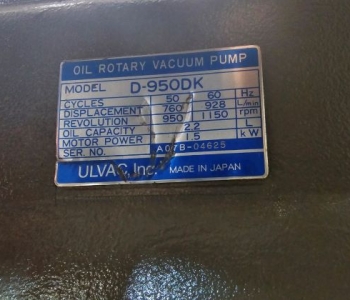 OIL ROTARY VACUUM PUMP
MODEL D-950DK
CYCLES 50 60 Hz
DISPLACEMENT 760 928 L/min
REVOLUTION 950 1150 rpm
OIL CAPACITY 2.2 L
MOTOR POWER 1.5 kW
SER. NO. A07B-04625
ULVAC, Inc. MADE IN JAPAN